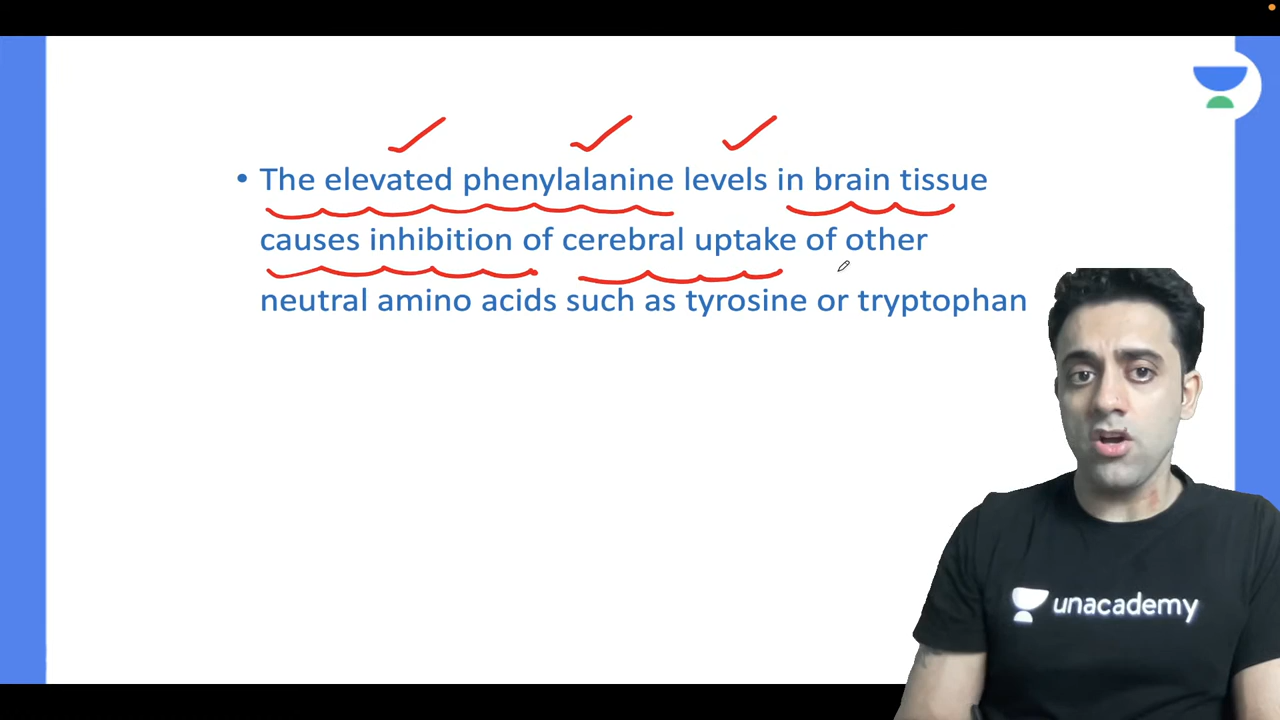 • The elevated phenylalanine levels in brain tissue
causes inhibition of cerebral uptake of other
neutral amino acids such as tyrosine or tryptophan
unacademy